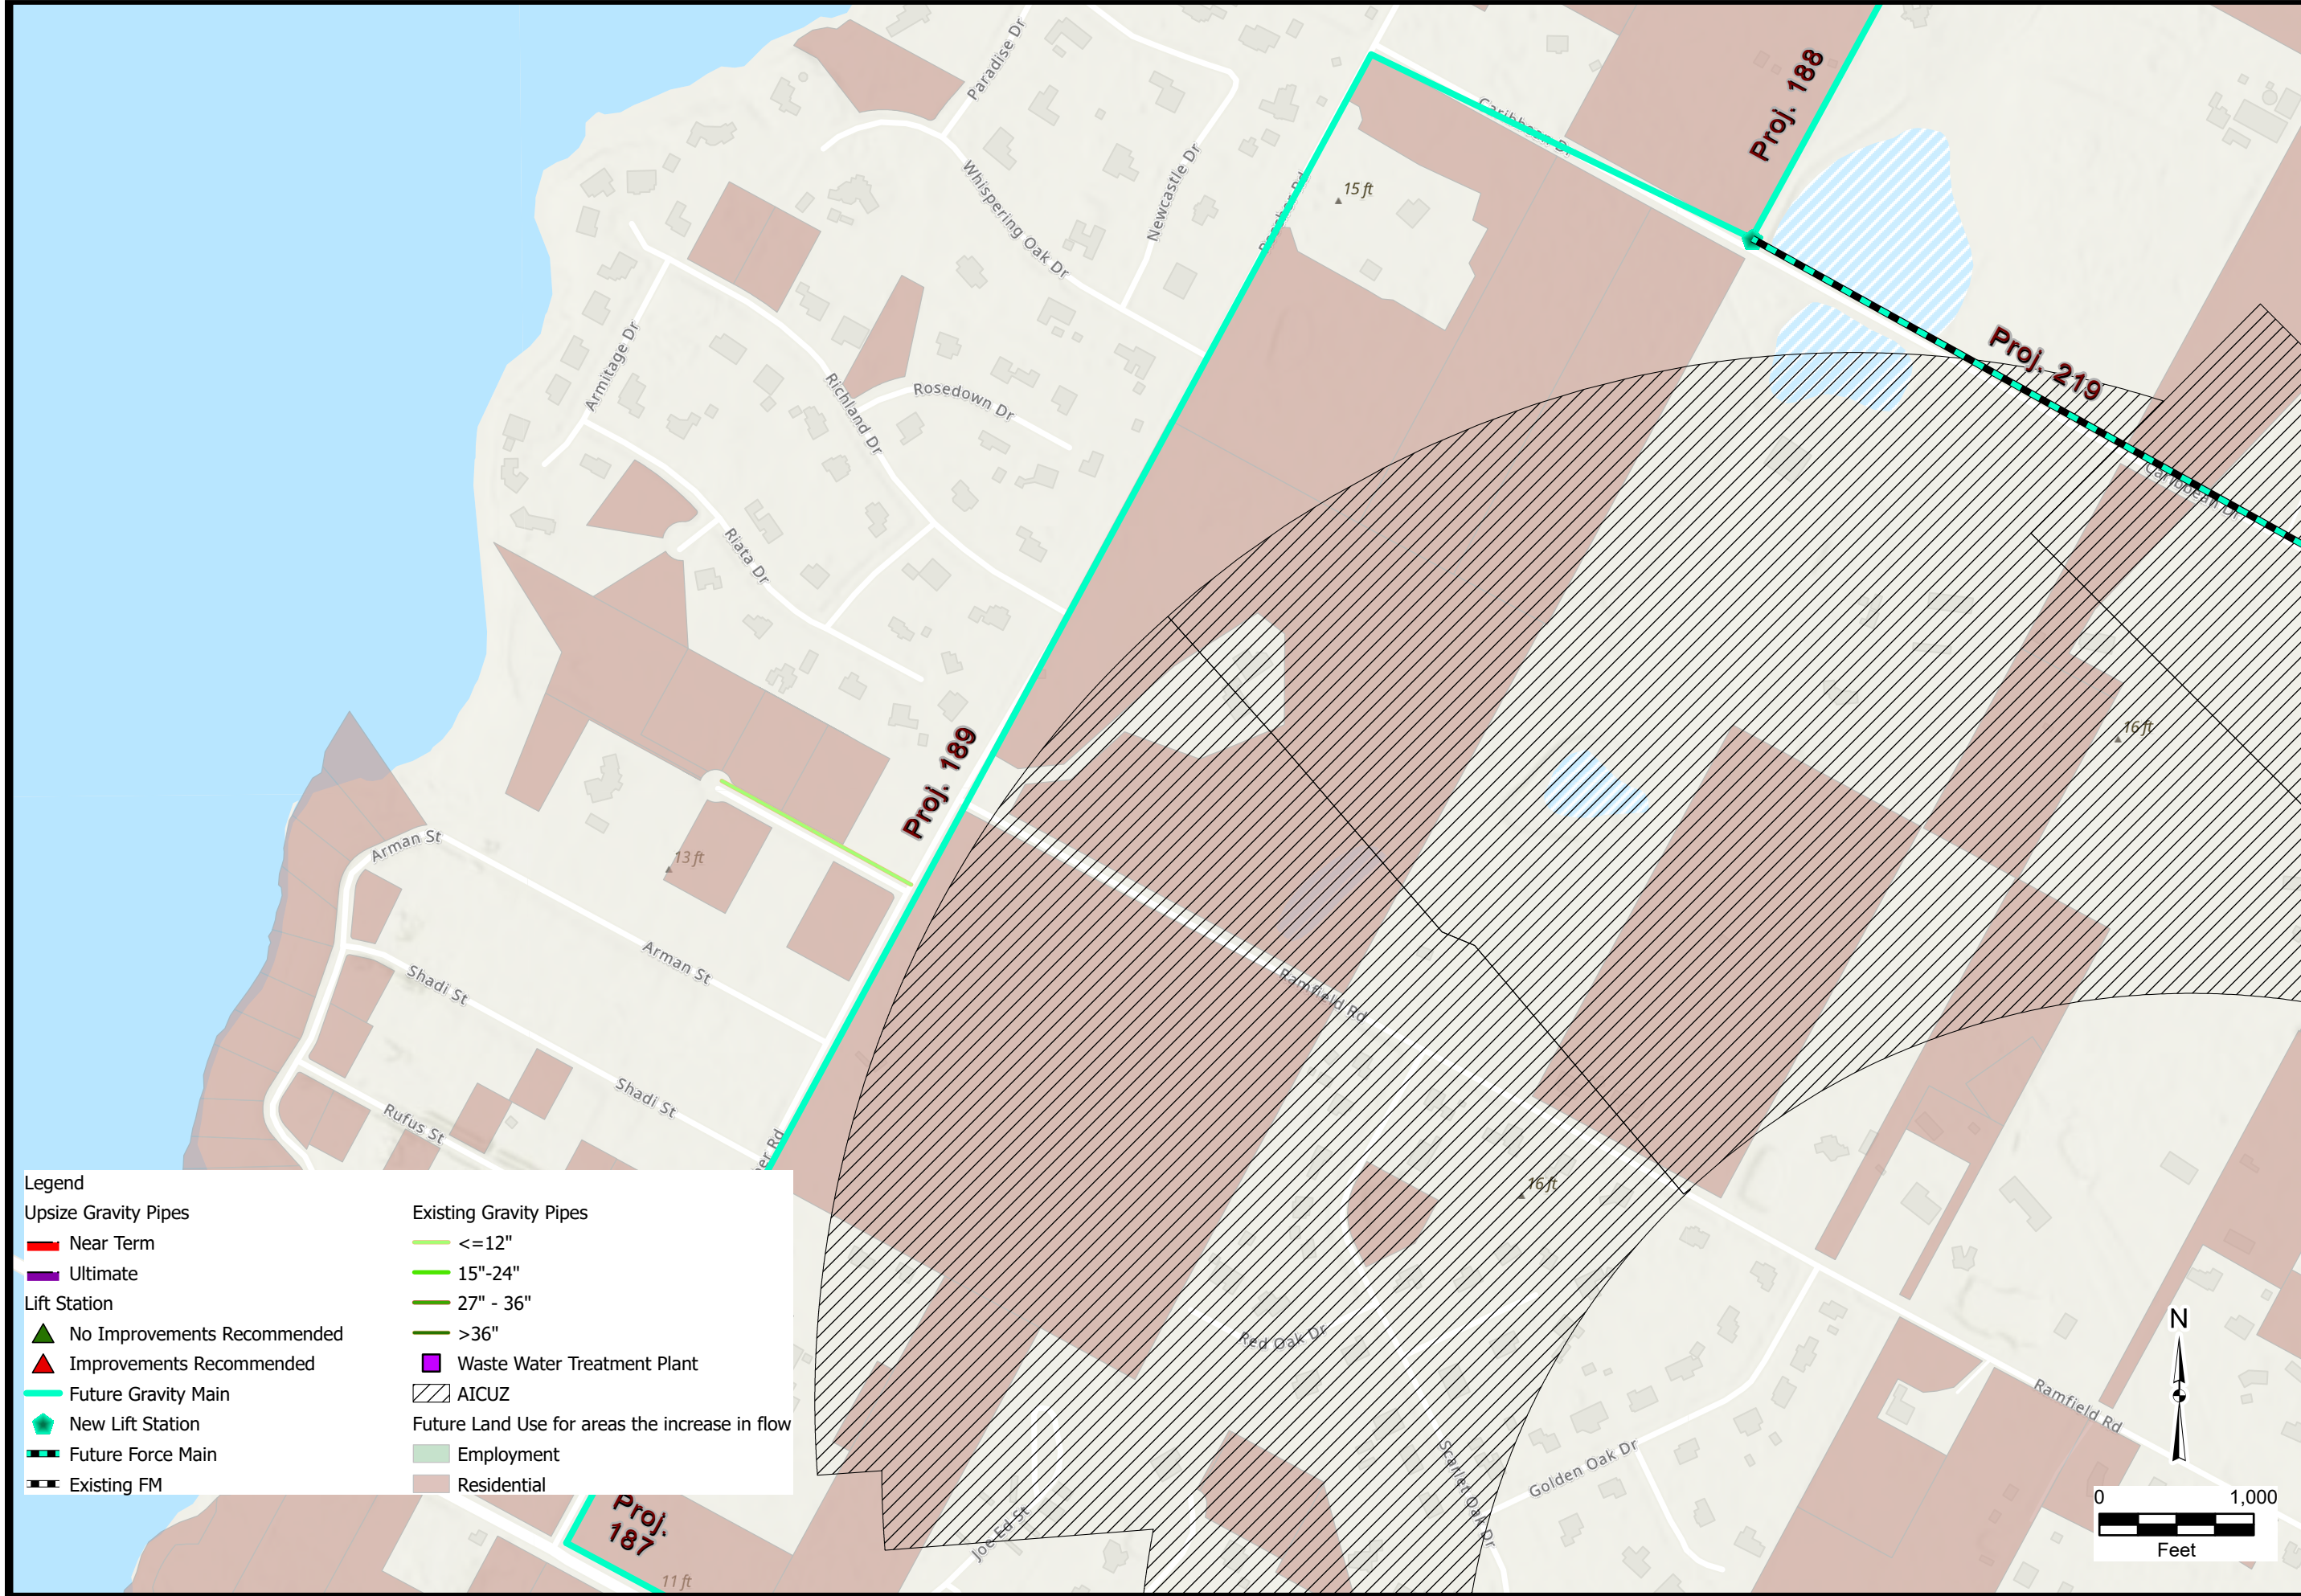 Paradise Dr
Proj. 188
Caribbean Dr
Newcastle Dr
Whispering Oak Dr
15 ft
Armitage Dr
Richland Dr
Rosedown Dr
Proj. 219
Caribbean Dr
Riata Dr
16 ft
Proj. 189
Arman St
13 ft
Arman St
Shadi St
Ramfield Rd
Shadi St
Rufus St
Rd
16 ft
Red Oak Dr
Golden Oak Dr
Scarlet Oak Dr
Ramfield Rd
Joe Ed St
Proj.
187
11 ft
Legend
Upsize Gravity Pipes
Near Term
Ultimate
Lift Station
No Improvements Recommended
Improvements Recommended
Future Gravity Main
New Lift Station
Future Force Main
Existing FM
Existing Gravity Pipes
<=12"
15"-24"
27" - 36"
>36"
Waste Water Treatment Plant
AICUZ
Future Land Use for areas the increase in flow
Employment
Residential
N
0 1,000
Feet